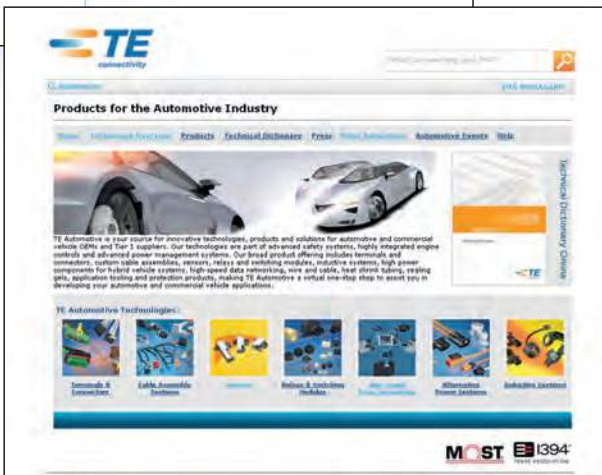 TE
connectivity
Products for the Automotive Industry
Home Products Technical Dictionary Press Automotive Events Help
TE Automotive is your source for innovative technologies, products and solutions for automotive and commercial
vehicle OEMs and Tier 1 suppliers. Our technologies are part of advanced safety systems, highly integrated engine
controls and advanced power management systems. Our broad product offering includes terminals and
connectors, custom cable assemblies, sensors, relays and switching modules, inductive systems, high power
components for hybrid vehicle systems, high-speed data networking, wire and cable, heat shrink tubing, sealing
gels, application tooling and protection products, making TE Automotive a virtual one-stop shop to assist you in
developing your automotive and commercial vehicle applications.
Technical Dictionary Online
TE
TE Automotive Technologies:
Terminals &
Connectors
Cable Assembly
Systems
Sensors
Relays & Switching
Modules
Alternative
Power Systems
Inductive Systems
MOST
1394
TRADE ASSOCIATION